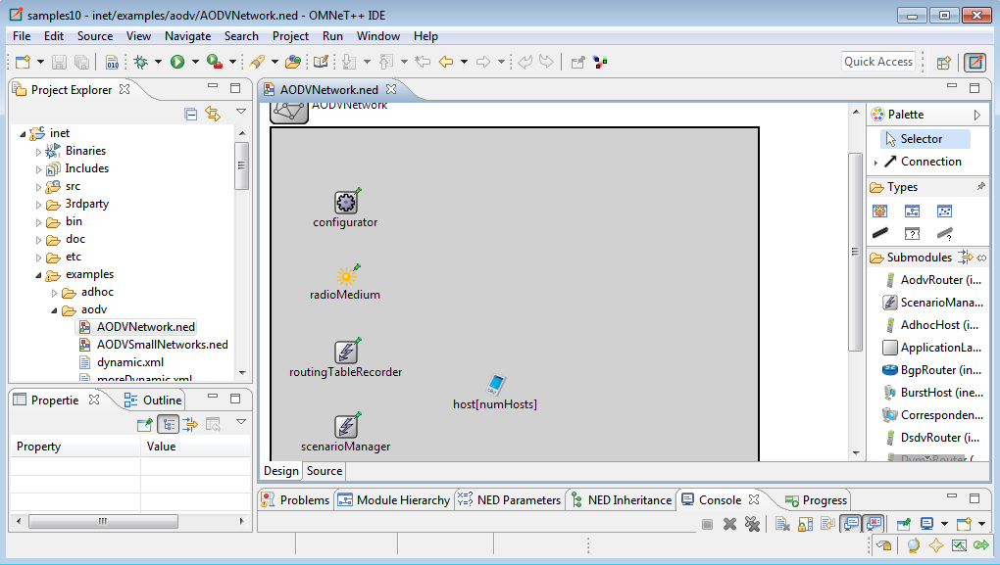 samples10 - inet/examples/aodv/AODVNetwork.ned - OMNeT++ IDE
File Edit Source View Navigate Search Project Run Window Help
010
Quick Access
Project Explorer
inet
Binaries
Includes
src
3rdparty
bin
doc
etc
examples
adhoc
aodv
AODVNetwork.ned
AODVSmallNetworks.ned
dynamic.xml
moreDynamic.xml
Propertie
Outline
Property Value
AODVNetwork.ned
AODVNetwork
configurator
radioMedium
routingTableRecorder
host[numHosts]
scenarioManager
Design Source
Palette
Selector
Connection
Types
Submodules
AodvRouter (i...
ScenarioMana...
AdhocHost (i...
ApplicationLa...
BgpRouter (in...
BurstHost (ine...
Corresponden...
DsdvRouter (i...
Problems Module Hierarchy NED Parameters NED Inheritance Console Progress